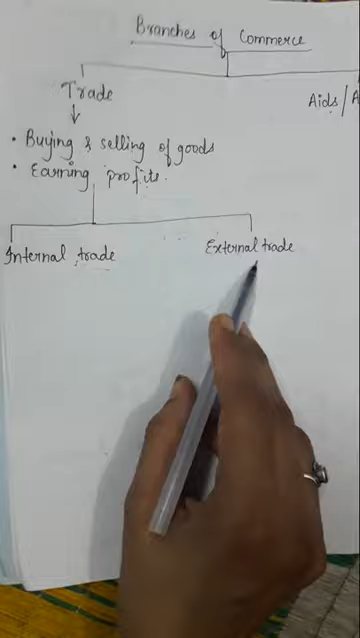 Branches of Commerce
Trade
Aids/
• Buying & selling of goods
• Earning profits.
Internal trade
External trade